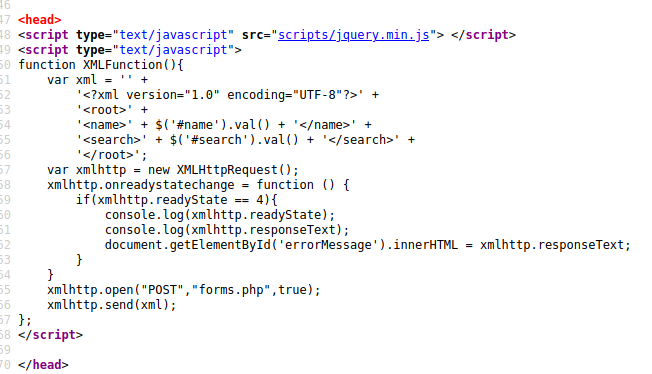 46
47 <head>
48 <script type="text/javascript" src="scripts/jquery.min.js"> </script>
49 <script type="text/javascript">
50 function XMLFunction(){
51     var xml = '' +
52         '<?xml version="1.0" encoding="UTF-8"?>' +
53         '<root>' +
54         '<name>' + $('#name').val() + '</name>' +
55         '<search>' + $('#search').val() + '</search>' +
56         '</root>';
57     var xmlhttp = new XMLHttpRequest();
58     xmlhttp.onreadystatechange = function () {
59         if(xmlhttp.readyState == 4){
60             console.log(xmlhttp.readyState);
61             console.log(xmlhttp.responseText);
62             document.getElementById('errorMessage').innerHTML = xmlhttp.responseText;
63         }
64     }
65     xmlhttp.open("POST","forms.php",true);
66     xmlhttp.send(xml);
67 };
68 </script>
69
70 </head>